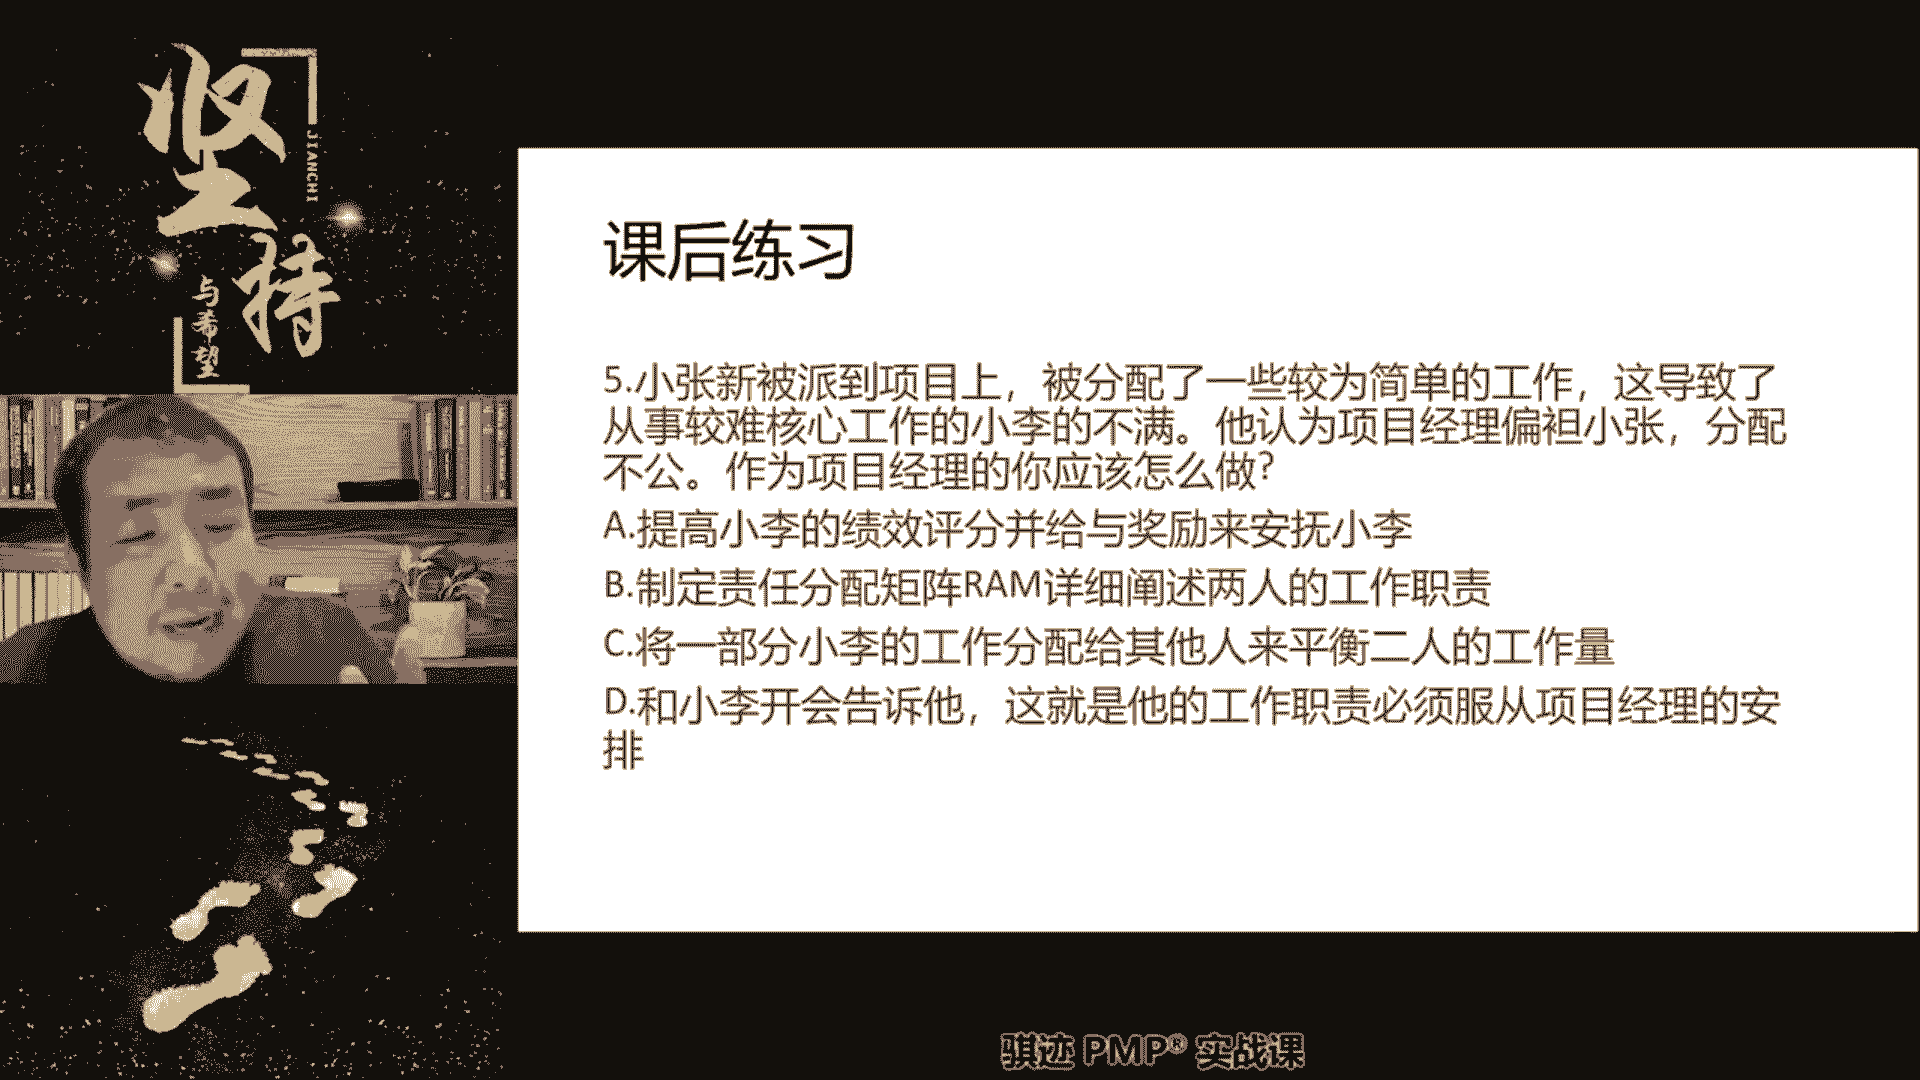 坚持
JIANCHI
与希望
课后练习
5.小张新被派到项目上，被分配了一些较为简单的工作，这导致了
从事较难核心工作的小李的不满。他认为项目经理偏袒小张，分配
不公。作为项目经理的你应该怎么做?
A.提高小李的绩效评分并给与奖励来安抚小李
B.制定责任分配矩阵RAM详细阐述两人的工作职责
C.将一部分小李的工作分配给其他人来平衡二人的工作量
D.和小李开会告诉他，这就是他的工作职责必须服从项目经理的安
排
骐迹 PMP® 实战课